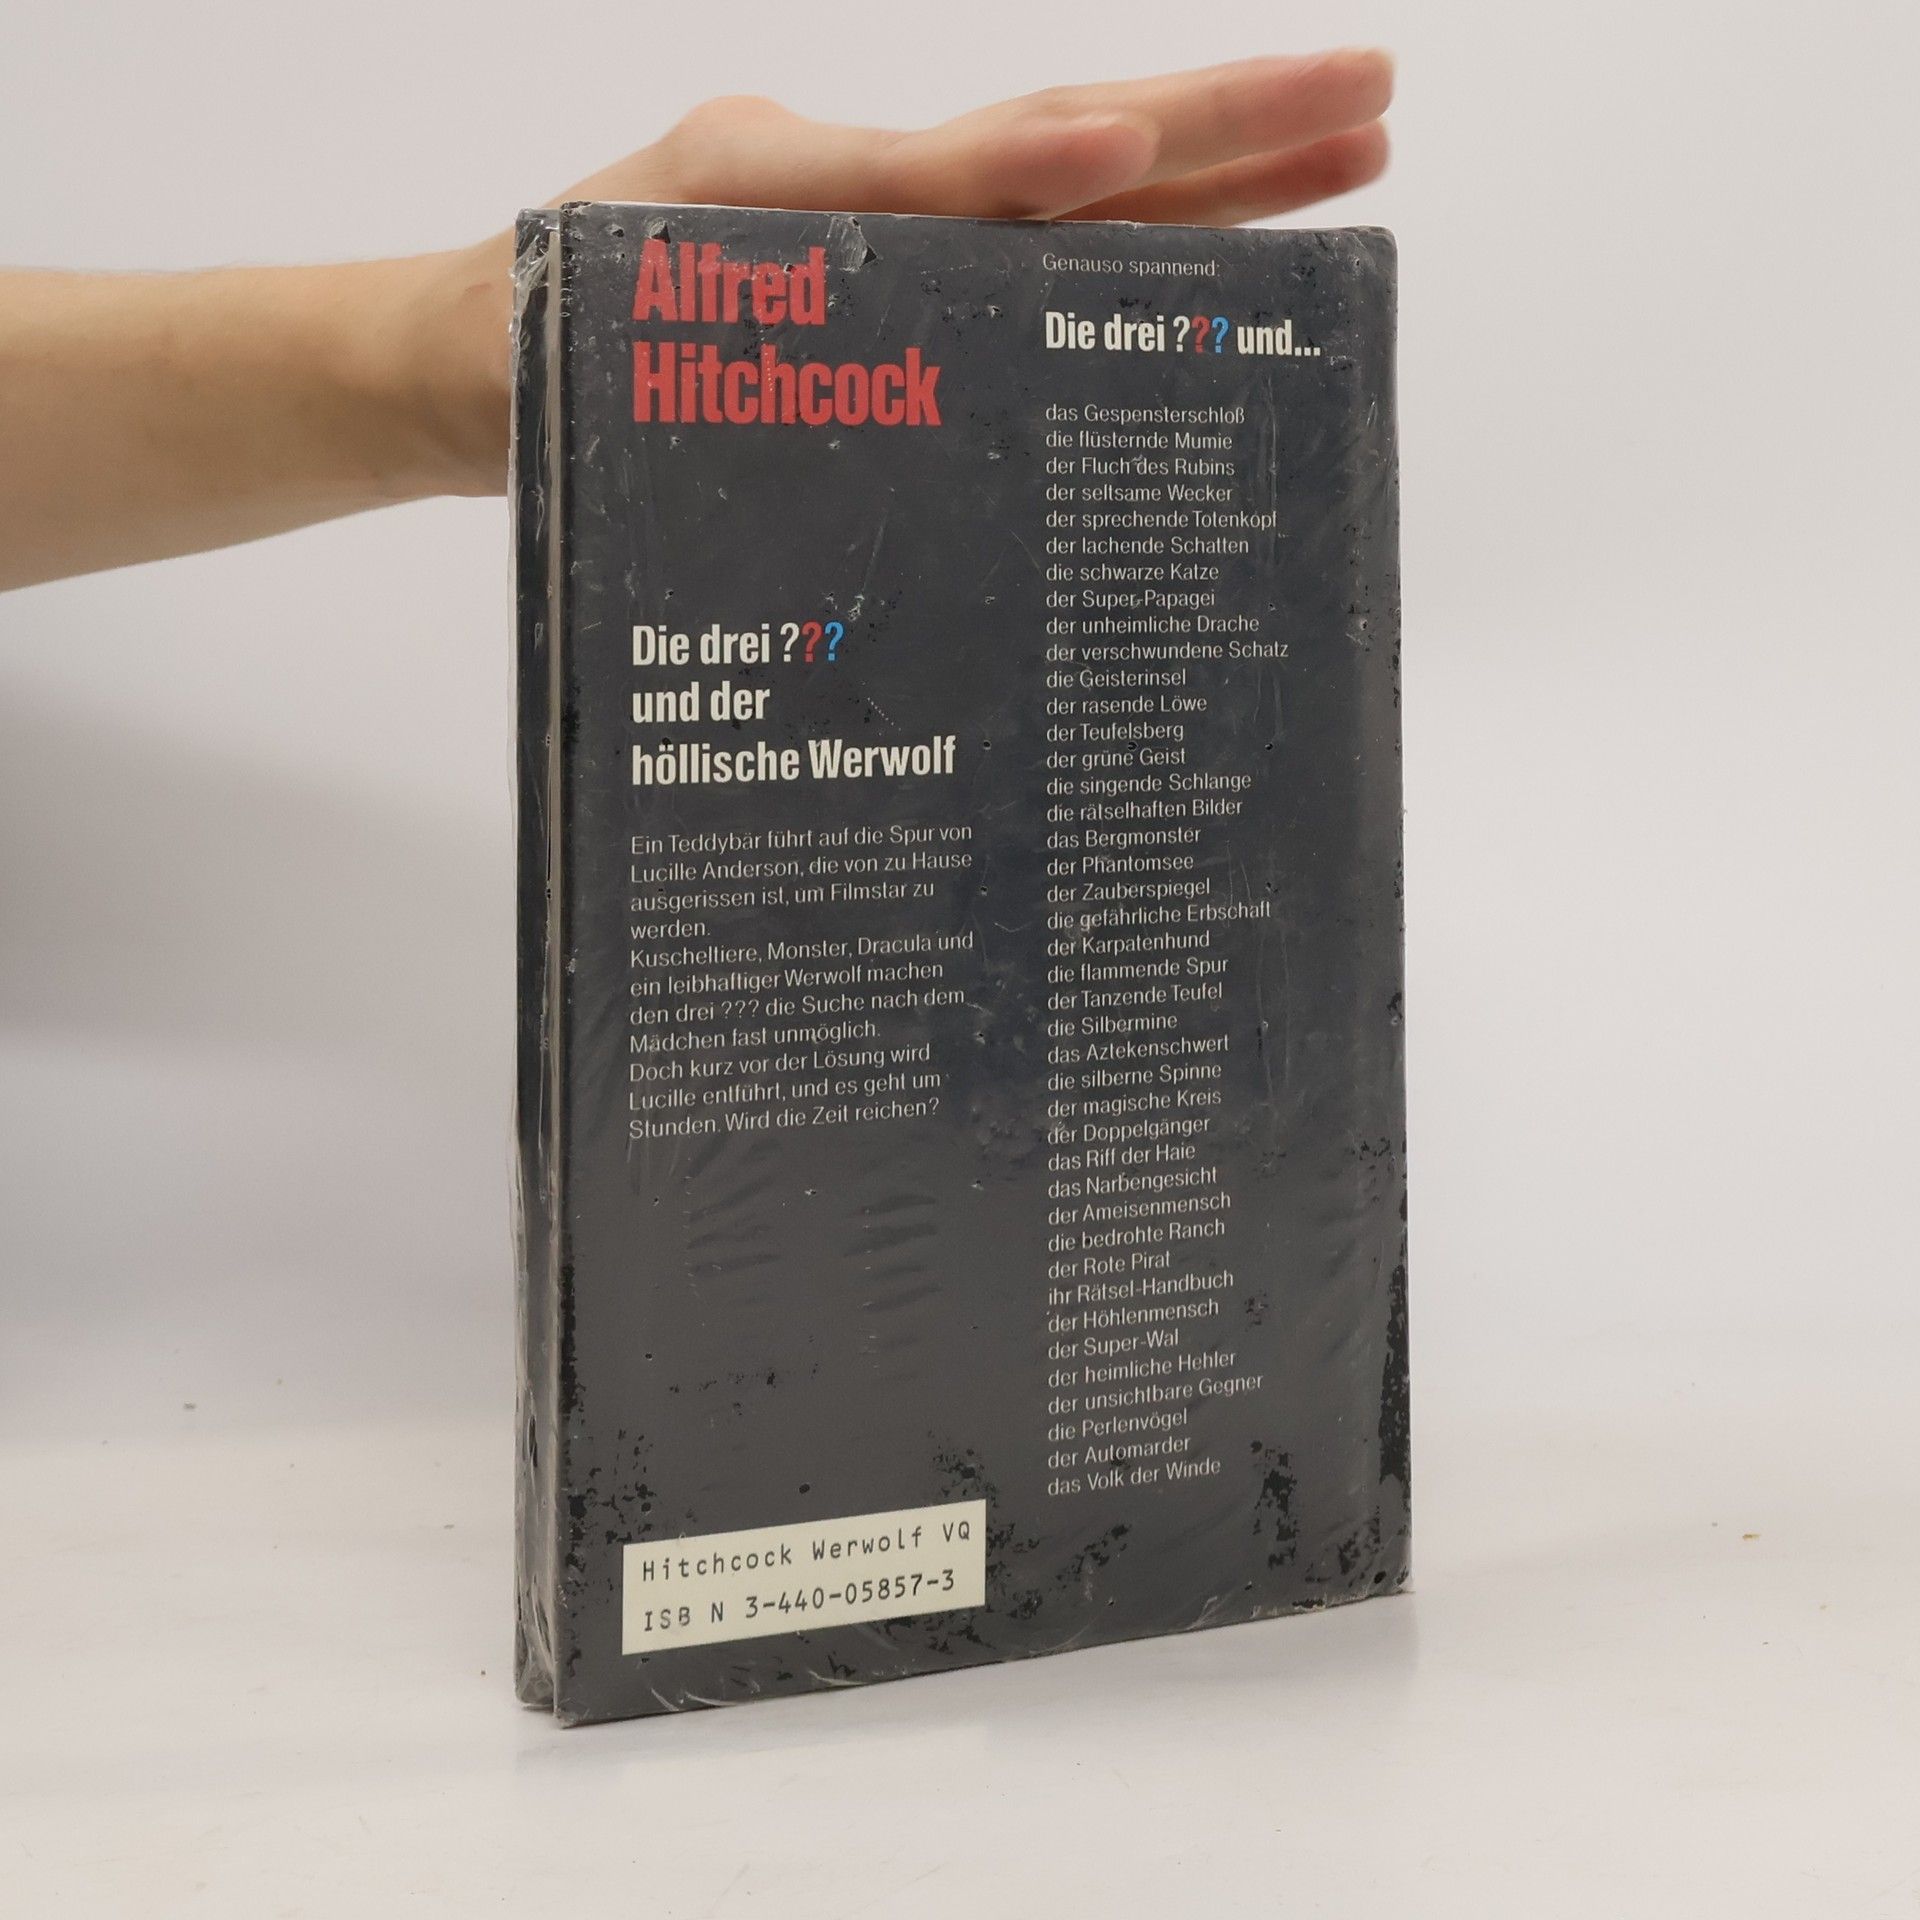 Alfred
Hitchcock
Die drei ???
und der
höllische Werwolf
Ein Teddybär führt auf die Spur von
Lucille Anderson, die von zu Hause
ausgerissen ist, um Filmstar zu
werden.
Kuscheltiere, Monster, Dracula und
ein leibhaftiger Werwolf machen
den drei ??? die Suche nach dem
Mädchen fast unmöglich.
Doch kurz vor der Lösung wird
Lucille entführt, und es geht um
Stunden. Wird die Zeit reichen?
Hitchcock Werwolf VQ
ISB N 3-440-05857-3
Genauso spannend:
Die drei ??? und...
das Gespensterschloß
die flüsternde Mumie
der Fluch des Rubins
der seltsame Wecker
der sprechende Totenkopf
der lachende Schatten
die schwarze Katze
der Super-Papagei
der unheimliche Drache
der verschwundene Schatz
die Geisterinsel
der rasende Löwe
der Teufelsberg
der grüne Geist
die singende Schlange
die rätselhaften Bilder
das Bergmonster
der Phantomsee
der Zauberspiegel
die gefährliche Erbschaft
der Karpatenhund
die flammende Spur
der Tanzende Teufel
die Silbermine
das Aztekenschwert
die silberne Spinne
der magische Kreis
der Doppelgänger
das Riff der Haie
das Narbengesicht
der Ameisenmensch
die bedrohte Ranch
der Rote Pirat
ihr Rätsel-Handbuch
der Höhlenmensch
der Super-Wal
der heimliche Hehler
der unsichtbare Gegner
die Perlenvögel
der Automarder
das Volk der Winde